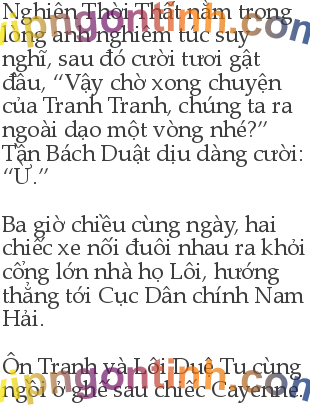 Nghiên Thời Thất nằm trong
lòng anh nghiêm túc suy
nghĩ, sau đó cười tươi gật
đầu, “Vậy chờ xong chuyện
của Tranh Tranh, chúng ta ra
ngoài dạo một vòng nhé?”
Tần Bách Duật dịu dàng cười:
“Ừ.”
Ba giờ chiều cùng ngày, hai
chiếc xe nối đuôi nhau ra khỏi
cổng lớn nhà họ Lôi, hướng
thẳng tới Cục Dân chính Nam
Hải.
Ôn Tranh và Lôi Duệ Tu cùng
ngồi ở ghế sau chiếc Cayenne.
vipngontinh.com
vipngontinh.com